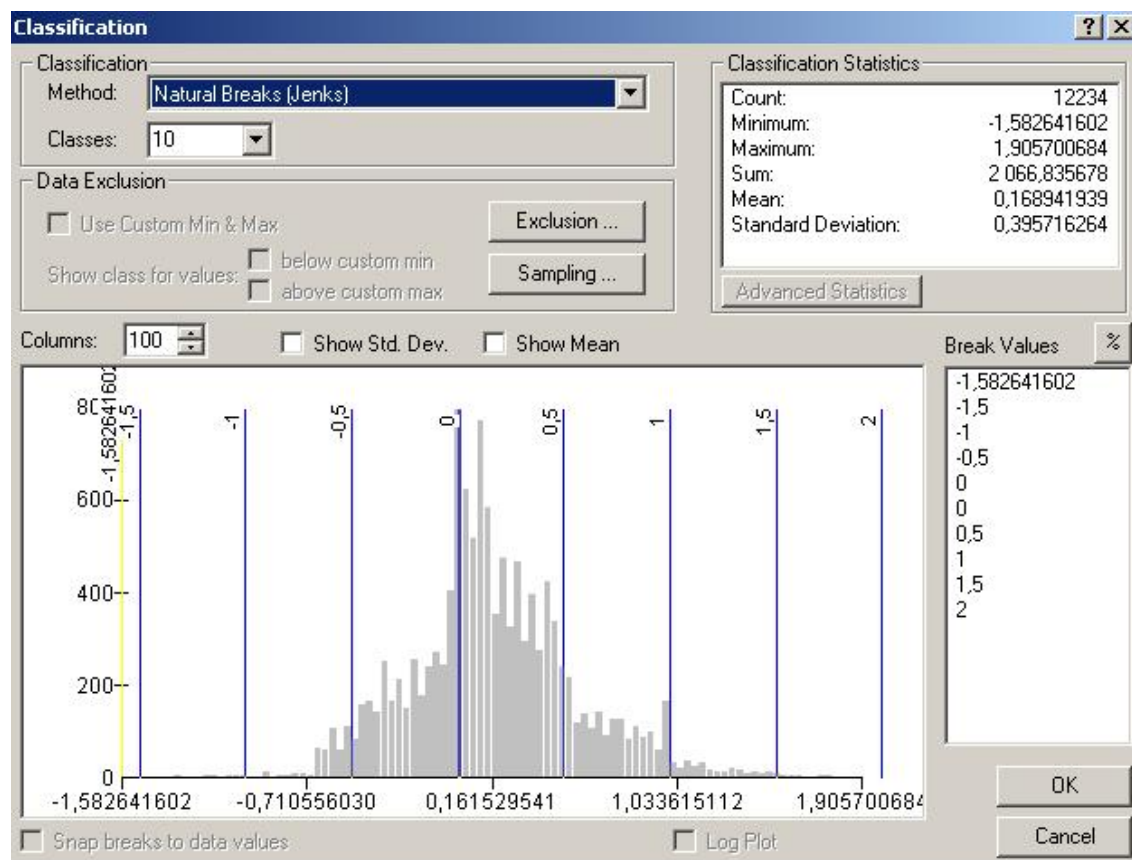 Classification
Classification
Method: Natural Breaks (Jenks)
Classes: 10
Data Exclusion
Use Custom Min & Max
Exclusion ...
Show class for values:
below custom min
above custom max
Sampling ...
Classification Statistics
Count: 12234
Minimum: -1,582641602
Maximum: 1,905700684
Sum: 2 066,835678
Mean: 0,168941939
Standard Deviation: 0,395716264
Advanced Statistics
Columns: 100
Show Std. Dev.
Show Mean
Break Values
%
-1,582641602
-1,5
-1
-0,5
0
0,5
1
1,5
2
600
400
200
0
-1,582641602 -0,710556030 0,161529541 1,033615112 1,905700684
-1,582641602
-1,5
-1
-0,5
0
0
0,5
1
1,5
2
OK
Cancel
Snap breaks to data values
Log Plot